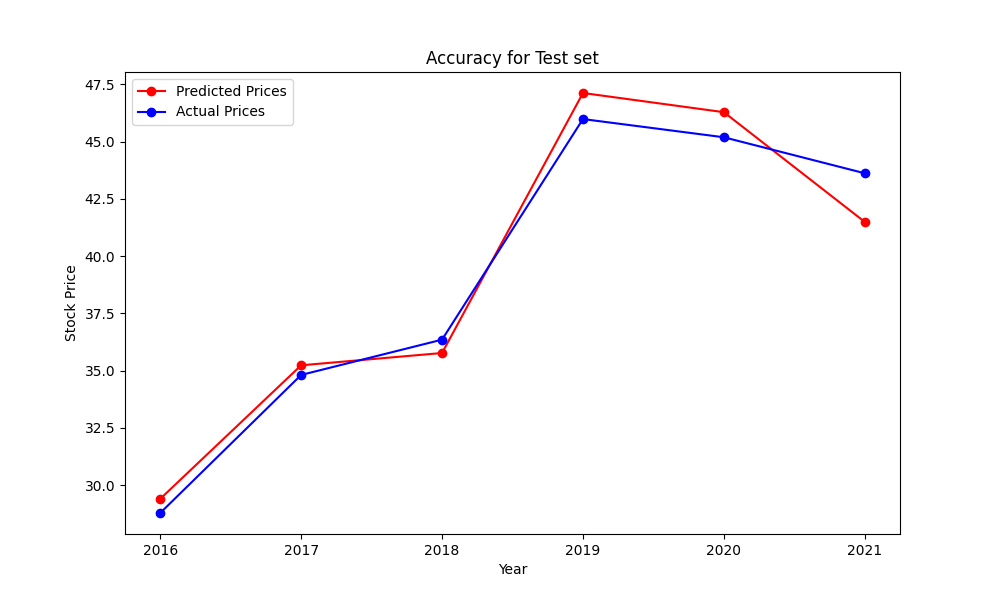 Accuracy for Test set
Predicted Prices
Actual Prices
47.5
45.0
42.5
40.0
37.5
35.0
32.5
30.0
Stock Price
2016 2017 2018 2019 2020 2021
Year